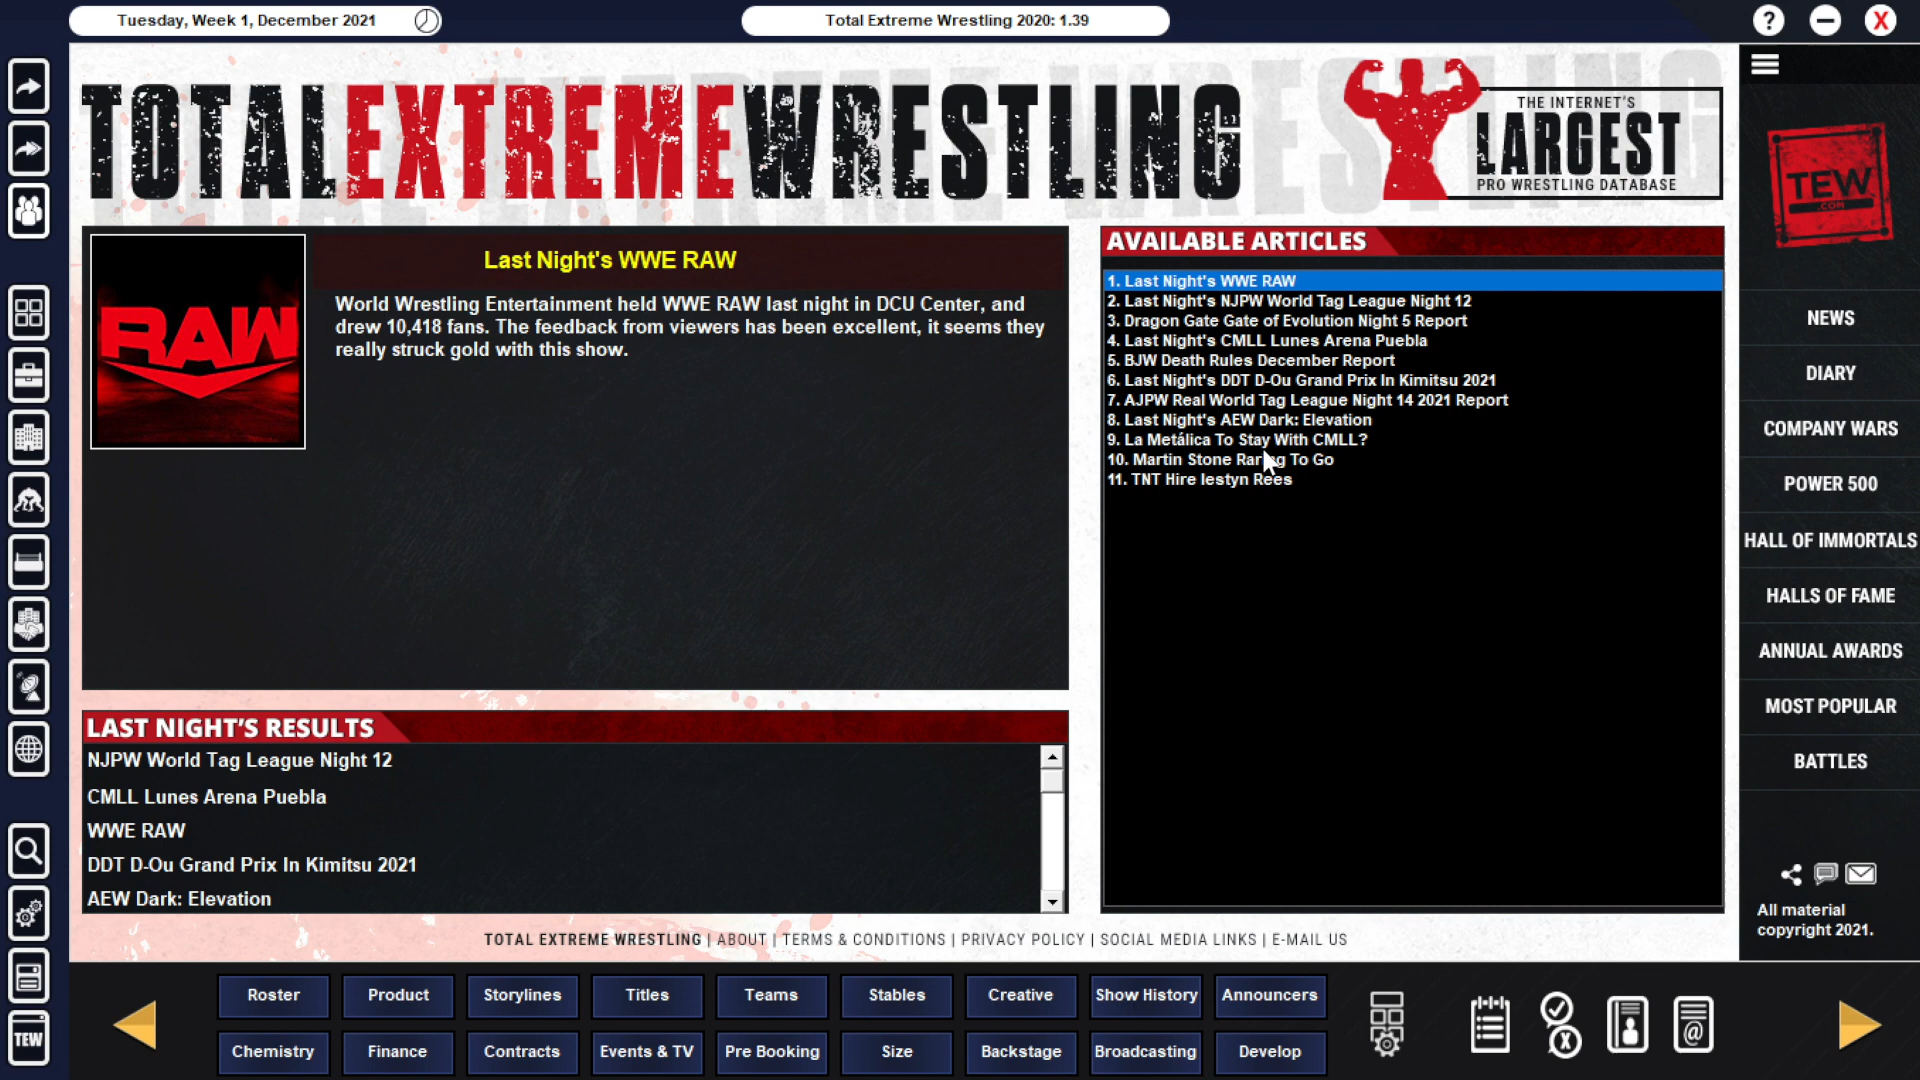 Tuesday, Week 1, December 2021
Total Extreme Wrestling 2020: 1.39
?
X
TOTALEXTREMEWRESTLING
THE INTERNET'S
LARGEST
PRO WRESTLING DATABASE
TEW
.COM
RAW
Last Night's WWE RAW
World Wrestling Entertainment held WWE RAW last night in DCU Center, and
drew 10,418 fans. The feedback from viewers has been excellent, it seems they
really struck gold with this show.
AVAILABLE ARTICLES
1. Last Night's WWE RAW
2. Last Night's NJPW World Tag League Night 12
3. Dragon Gate Gate of Evolution Night 5 Report
4. Last Night's CMLL Lunes Arena Puebla
5. BJW Death Rules December Report
6. Last Night's DDT D-Ou Grand Prix In Kimitsu 2021
7. AJPW Real World Tag League Night 14 2021 Report
8. Last Night's AEW Dark: Elevation
9. La Metálica To Stay With CMLL?
10. Martin Stone Raring To Go
11. TNT Hire Iestyn Rees
NEWS
DIARY
COMPANY WARS
POWER 500
HALL OF IMMORTALS
HALLS OF FAME
ANNUAL AWARDS
MOST POPULAR
BATTLES
All material
copyright 2021.
LAST NIGHT'S RESULTS
NJPW World Tag League Night 12
CMLL Lunes Arena Puebla
WWE RAW
DDT D-Ou Grand Prix In Kimitsu 2021
AEW Dark: Elevation
TOTAL EXTREME WRESTLING | ABOUT | TERMS & CONDITIONS | PRIVACY POLICY | SOCIAL MEDIA LINKS | E-MAIL US
TEW
Roster Product Storylines Titles Teams Stables Creative Show History Announcers
Chemistry Finance Contracts Events & TV Pre Booking Size Backstage Broadcasting Develop